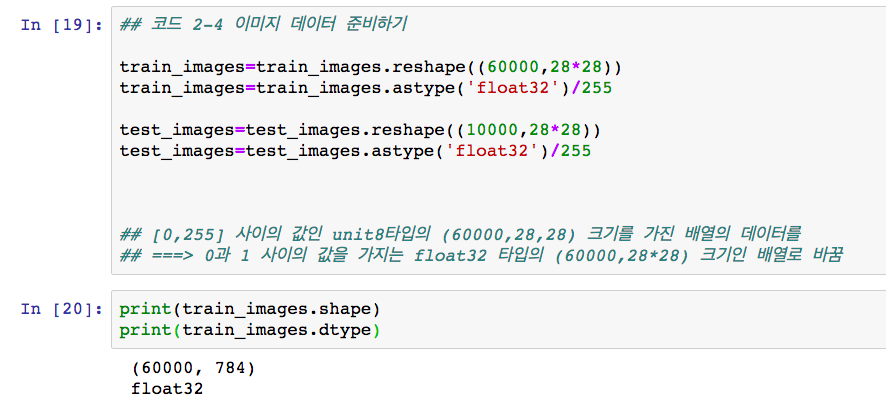 In [19]: ## 코드 2-4 이미지 데이터 준비하기
train_images=train_images.reshape((60000,28*28))
train_images=train_images.astype('float32')/255
test_images=test_images.reshape((10000,28*28))
test_images=test_images.astype('float32')/255
## [0,255] 사이의 값인 unit8타입의 (60000,28,28) 크기를 가진 배열의 데이터를
## ===> 0과 1 사이의 값을 가지는 float32 타입의 (60000,28*28) 크기인 배열로 바꿈
In [20]: print(train_images.shape)
print(train_images.dtype)
(60000, 784)
float32